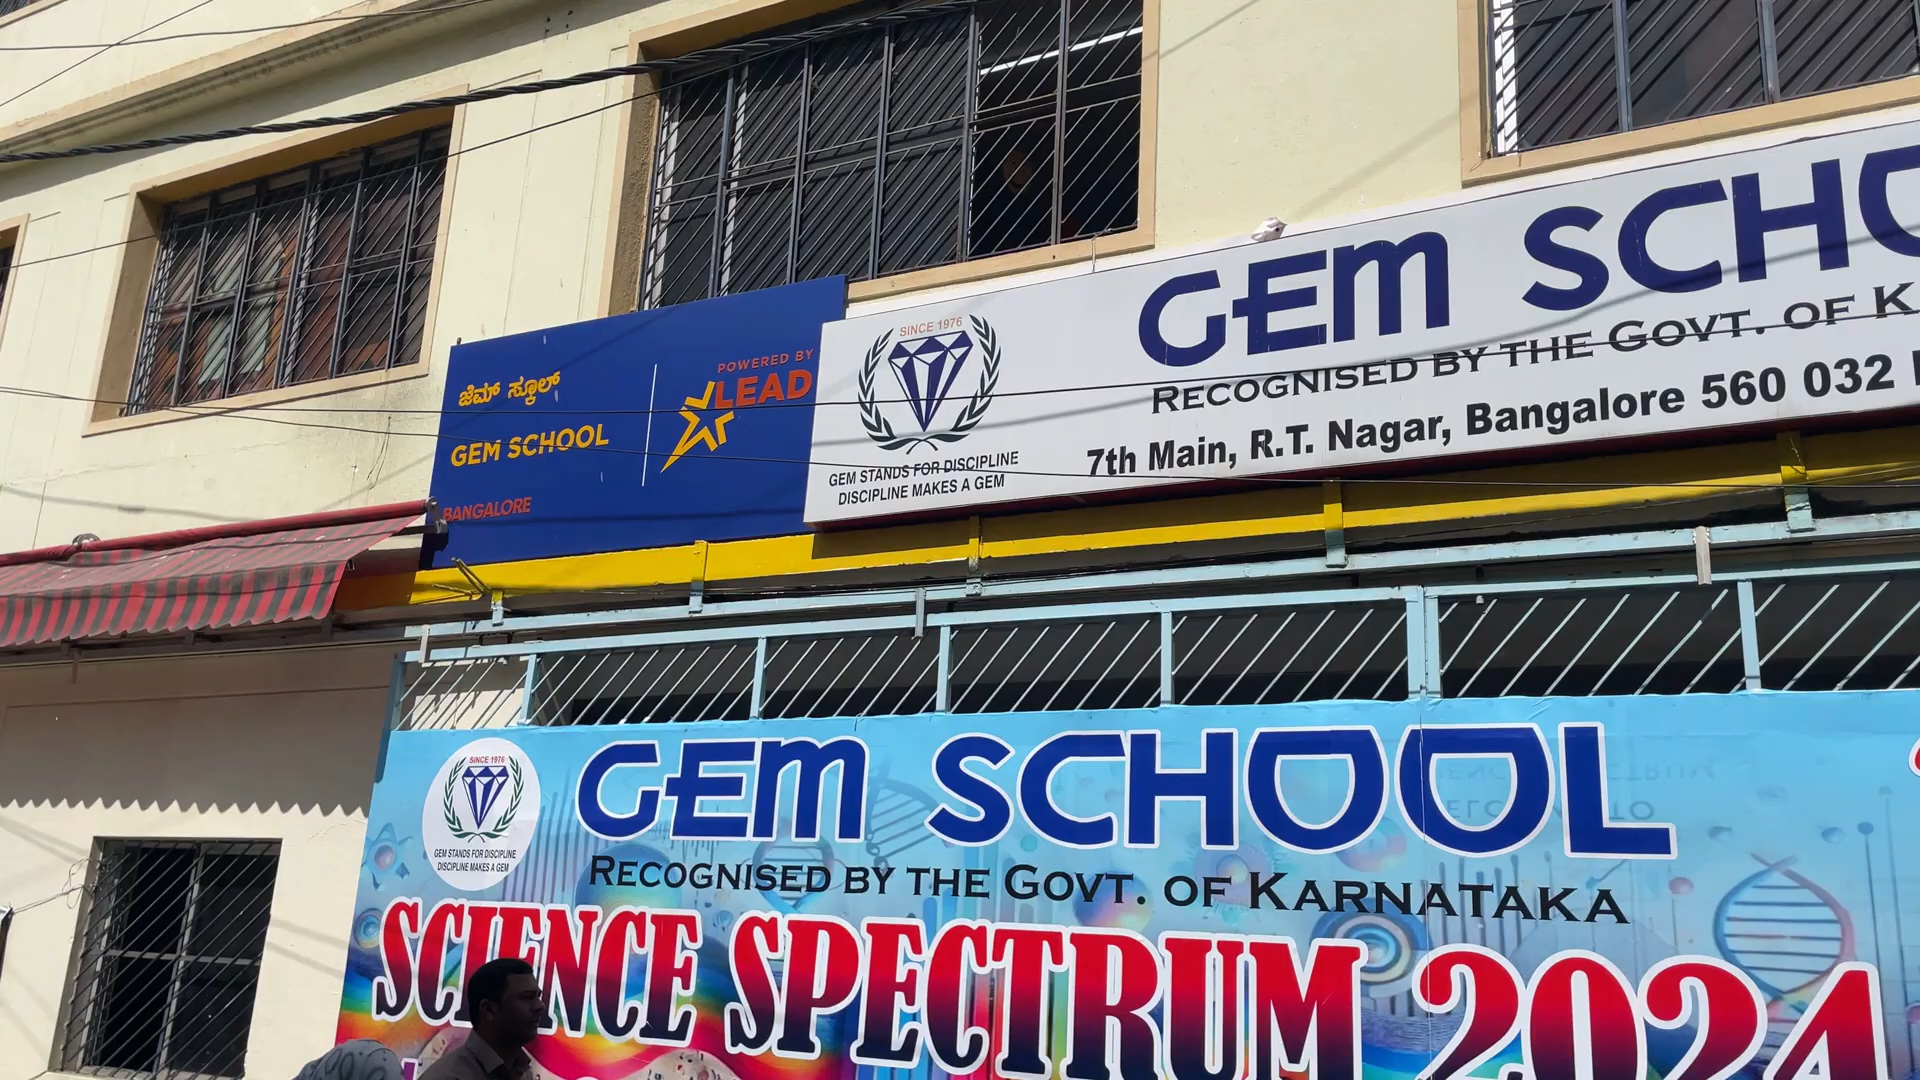 ಜೆಮ್ ಸ್ಕೂಲ್
GEM SCHOOL
BANGALORE
POWERED BY
LEAD
SINCE 1976
GEM STANDS FOR DISCIPLINE
DISCIPLINE MAKES A GEM
GEM SCHO
RECOGNISED BY THE GOVT. OF K
7th Main, R.T. Nagar, Bangalore 560 032
SINCE 1976
GEM STANDS FOR DISCIPLINE
DISCIPLINE MAKES A GEM
GEM SCHOOL
RECOGNISED BY THE GOVT. OF KARNATAKA
SCIENCE SPECTRUM 2024